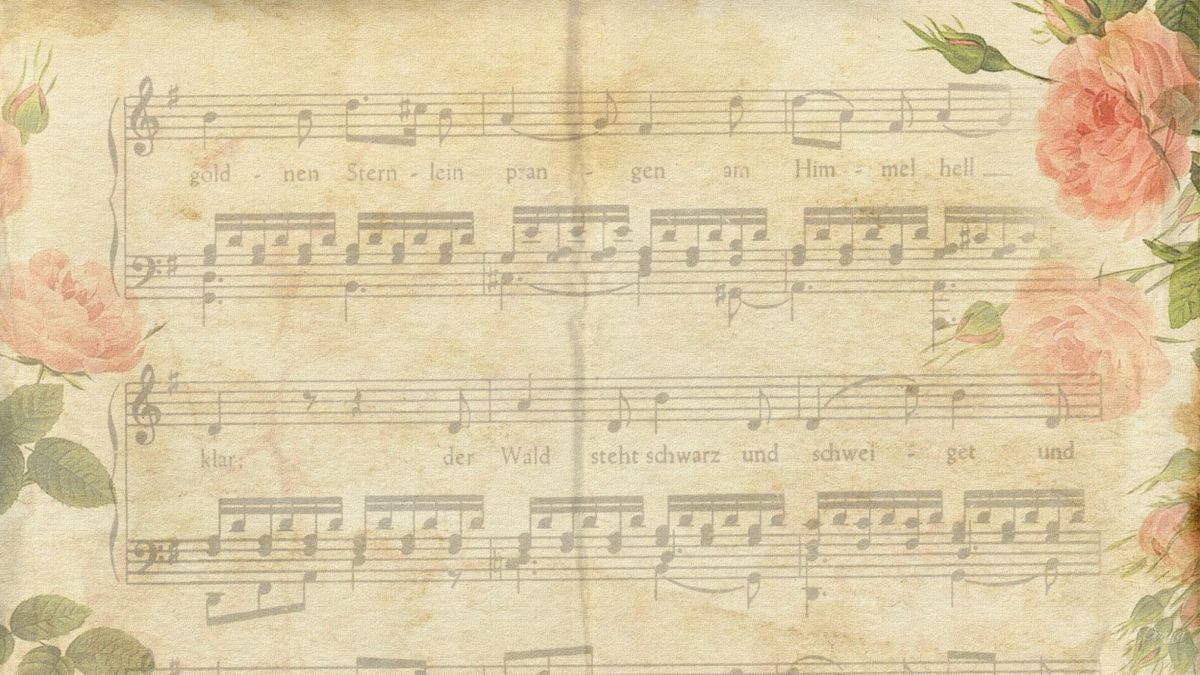 gold - nen Stern - lein pran - gen am Him - mel hell
klar; der Wald steht schwarz und schwei - get und